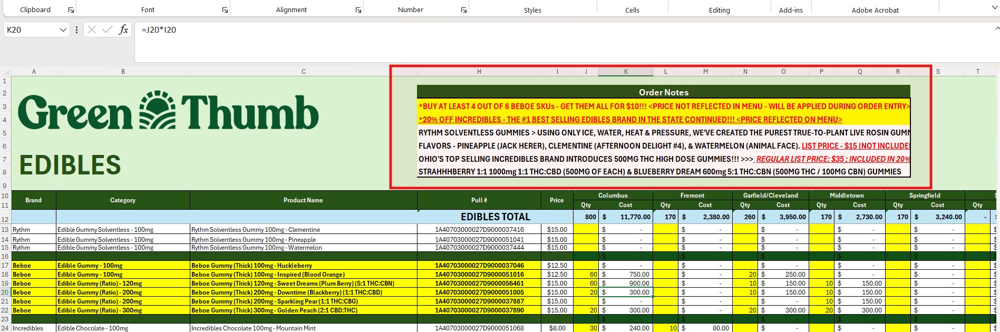 Clipboard Font Alignment Number Styles Cells Editing Add-ins Adobe Acrobat
K20 fx =J20*I20
A B C H I J K L M N O P Q R S T
1
2 Order Notes
3 *BUY AT LEAST 4 OUT OF 6 BEBOE SKUs - GET THEM ALL FOR $10!!! <PRICE NOT REFLECTED IN MENU - WILL BE APPLIED DURING ORDER ENTRY>
4 *20% OFF INCREDIBLES - THE #1 BEST SELLING EDIBLES BRAND IN THE STATE CONTINUED!!! <PRICE REFLECTED ON MENU>
Green Thumb
5 RYTHM SOLVENTLESS GUMMIES > USING ONLY ICE, WATER, HEAT & PRESSURE, WE'VE CREATED THE PUREST TRUE-TO-PLANT LIVE ROSIN GUMM
6 FLAVORS - PINEAPPLE (JACK HERER), CLEMENTINE (AFTERNOON DELIGHT #4), & WATERMELON (ANIMAL FACE). LIST PRICE - $15 (NOT INCLUDE
7 OHIO'S TOP SELLING INCREDIBLES BRAND INTRODUCES 500MG THC HIGH DOSE GUMMIES!!! >>> REGULAR LIST PRICE: $35 ; INCLUDED IN 20%
EDIBLES
8 STRAHHHBERRY 1:1 1000mg 1:1 THC:CBD (500MG OF EACH) & BLUEBERRY DREAM 600mg 5:1 THC:CBN (500MG THC / 100MG CBN) GUMMIES
9
10 Columbus Fremont Garfield/Cleveland Middletown Springfield S
Brand Category Product Name Pull # Price
11 Qty Cost Qty Cost Qty Cost Qty Cost Qty Cost Qty
12 EDIBLES TOTAL 800 $ 11,770.00 170 $ 2,380.00 260 $ 3,950.00 170 $ 2,730.00 170 $ 3,240.00 - $
13 Rythm Edible Gummy Solventless - 100mg Rythm Solventless Gummy 100mg - Clementine 1A40703000027D9000037416 $15.00 $ - $ - $ - $ - $ - $
14 Rythm Edible Gummy Solventless - 100mg Rythm Solventless Gummy 100mg - Pineapple 1A40703000027D9000051041 $15.00 $ - $ - $ - $ - $ - $
15 Rythm Edible Gummy Solventless - 100mg Rythm Solventless Gummy 100mg - Watermelon 1A40703000027D9000037444 $15.00 $ - $ - $ - $ - $ - $
16 $ - $ - $ - $ - $ - $
17 Beboe Edible Gummy - 100mg Beboe Gummy (Thick) 100mg - Huckleberry 1A40703000027D9000037046 $12.50 $ - $ - $ - $ - $ - $
18 Beboe Edible Gummy - 100mg Beboe Gummy (Thick) 100mg - Inspired (Blood Orange) 1A40703000027D9000051016 $12.50 60 $ 750.00 $ - 20 $ 250.00 $ - $ - $
19 Beboe Edible Gummy (Ratio) - 120mg Beboe Gummy (Thick) 120mg - Sweet Dreams (Plum Berry) (5:1 THC:CBN) 1A40703000027D9000056461 $15.00 60 $ 900.00 $ - 10 $ 150.00 10 $ 150.00 $ - $
20 Beboe Edible Gummy (Ratio) - 200mg Beboe Gummy (Thick) 200mg - Downtime (Blackberry) (1:1 THC:CBD) 1A40703000027D9000051005 $15.00 20 $ 300.00 $ - 10 $ 150.00 10 $ 150.00 $ - $
21 Beboe Edible Gummy (Ratio) - 200mg Beboe Gummy (Thick) 200mg - Sparkling Pear (1:1 THC:CBG) 1A40703000027D9000037887 $15.00 $ - $ - $ - 10 $ 150.00 $ - $
22 Beboe Edible Gummy (Ratio) - 300mg Beboe Gummy (Thick) 300mg - Golden Peach (2:1 CBD:THC) 1A40703000027D9000037890 $15.00 20 $ 300.00 $ - 20 $ 300.00 20 $ 300.00 $ - $
23 $ - $ - $ - $ - $ - $
24 Incredibles Edible Chocolate - 100mg Incredibles Chocolate 100mg - Mountain Mint 1A40703000027D9000051068 $8.00 30 $ 240.00 10 $ 80.00 $ - $ - $ - $